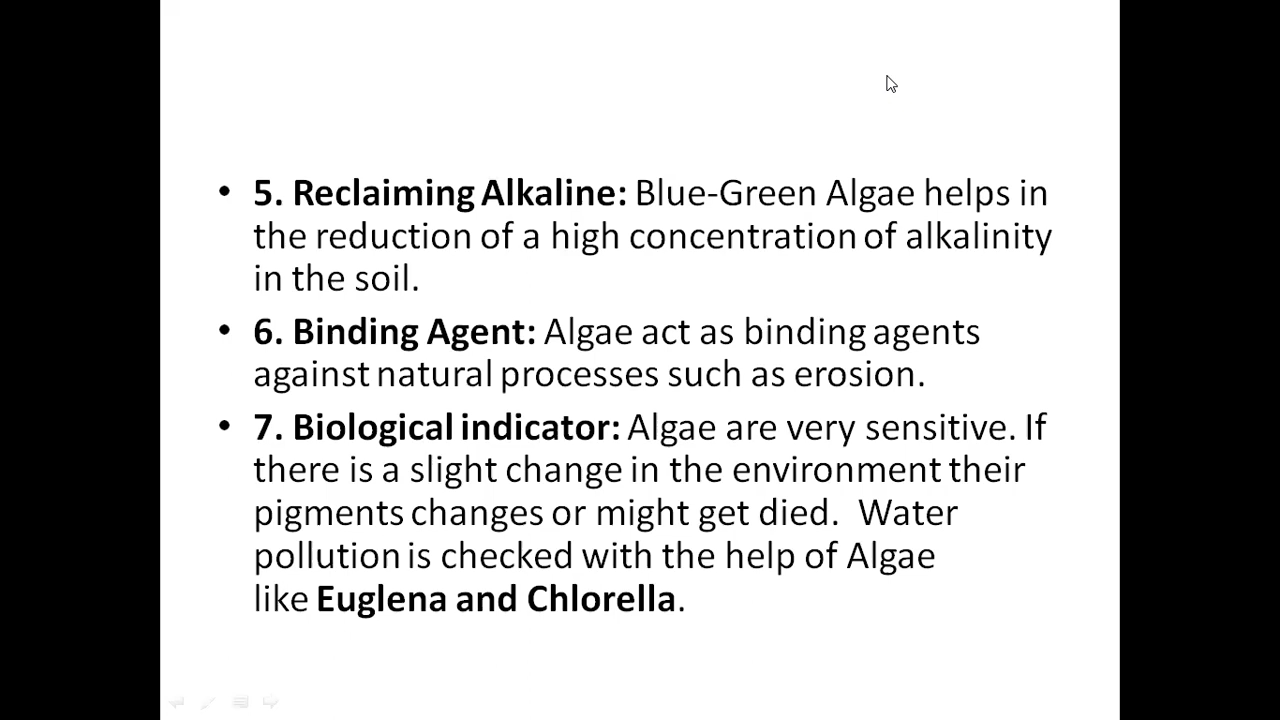 • 5. Reclaiming Alkaline: Blue-Green Algae helps in
the reduction of a high concentration of alkalinity
in the soil.
• 6. Binding Agent: Algae act as binding agents
against natural processes such as erosion.
• 7. Biological indicator: Algae are very sensitive. If
there is a slight change in the environment their
pigments changes or might get died.  Water
pollution is checked with the help of Algae
like Euglena and Chlorella.